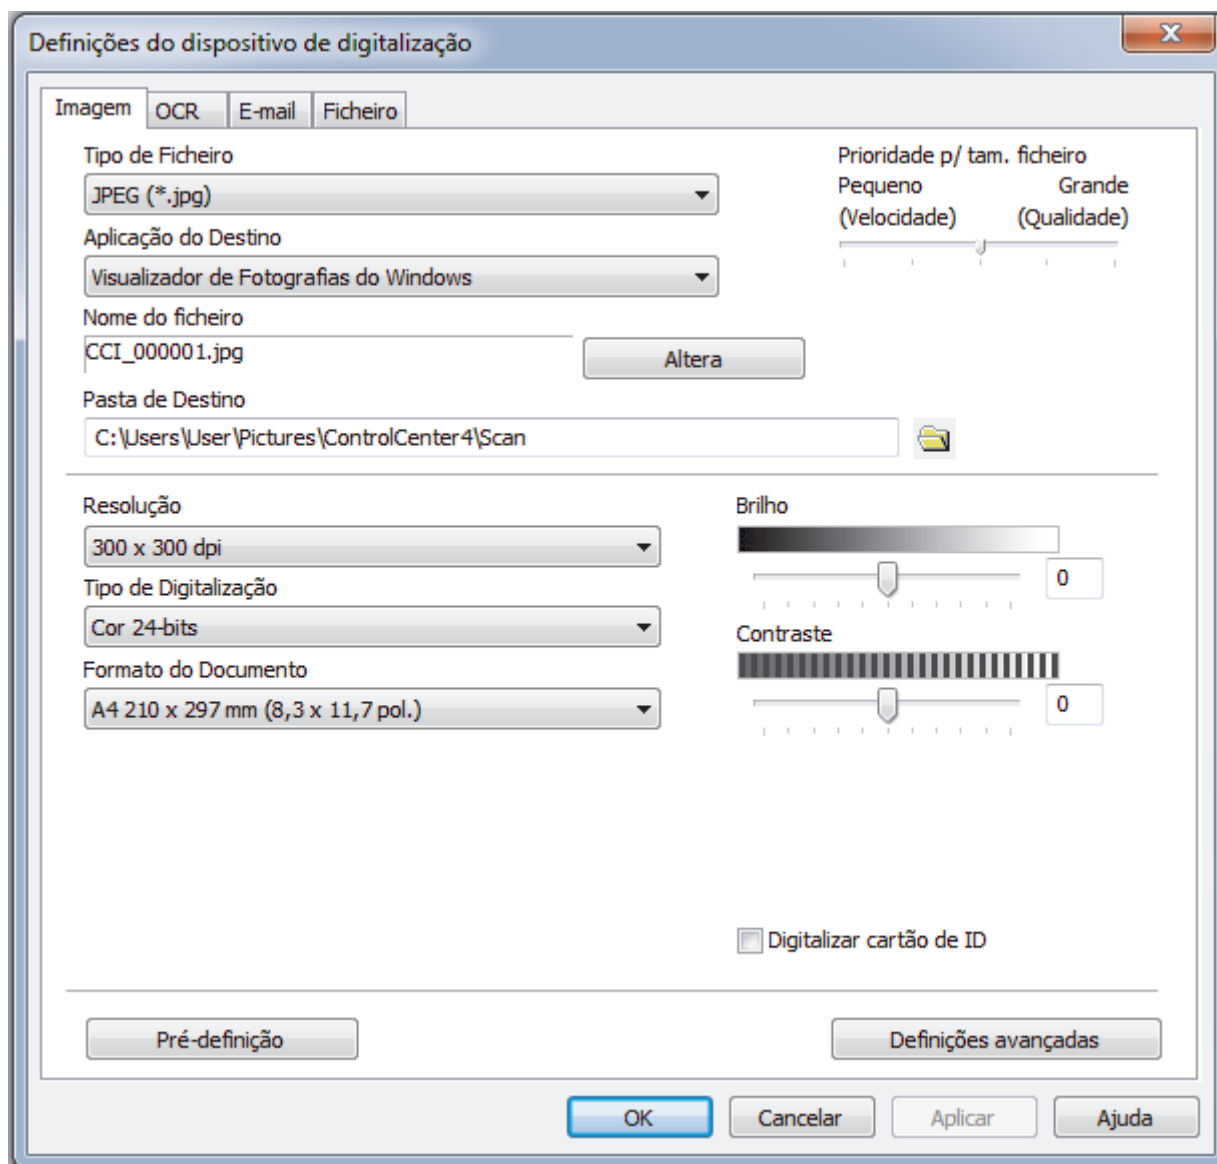 Definições do dispositivo de digitalização
Imagem OCR E-mail Ficheiro
Tipo de Ficheiro
JPEG (*.jpg)
Aplicação do Destino
Visualizador de Fotografias do Windows
Nome do ficheiro
CCI_000001.jpg
Altera
Pasta de Destino
C:\Users\User\Pictures\ControlCenter4\Scan
Prioridade p/ tam. ficheiro
Pequeno Grande
(Velocidade) (Qualidade)
Resolução
300 x 300 dpi
Tipo de Digitalização
Cor 24-bits
Formato do Documento
A4 210 x 297 mm (8,3 x 11,7 pol.)
Brilho
0
Contraste
0
Digitalizar cartão de ID
Pré-definição Definições avançadas
OK Cancelar Aplicar Ajuda